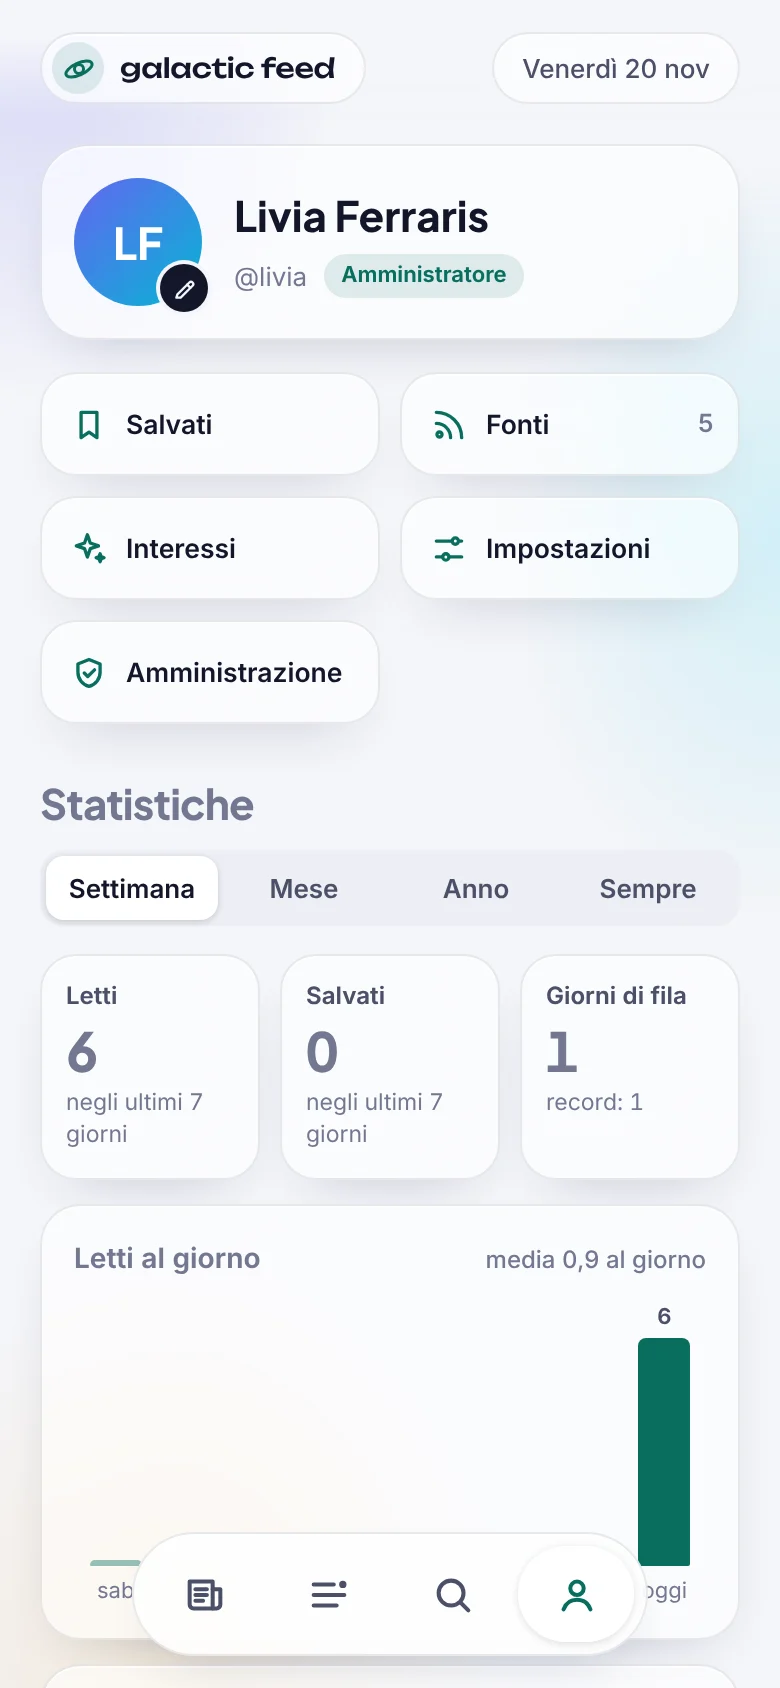 galactic feed
Venerdì 20 nov
LF
Livia Ferraris
@livia
Amministratore
Salvati
Fonti
5
Interessi
Impostazioni
Amministrazione
Statistiche
Settimana
Mese
Anno
Sempre
Letti
6
negli ultimi 7
giorni
Salvati
0
negli ultimi 7
giorni
Giorni di fila
1
record: 1
Letti al giorno
media 0,9 al giorno
6
sab
oggi